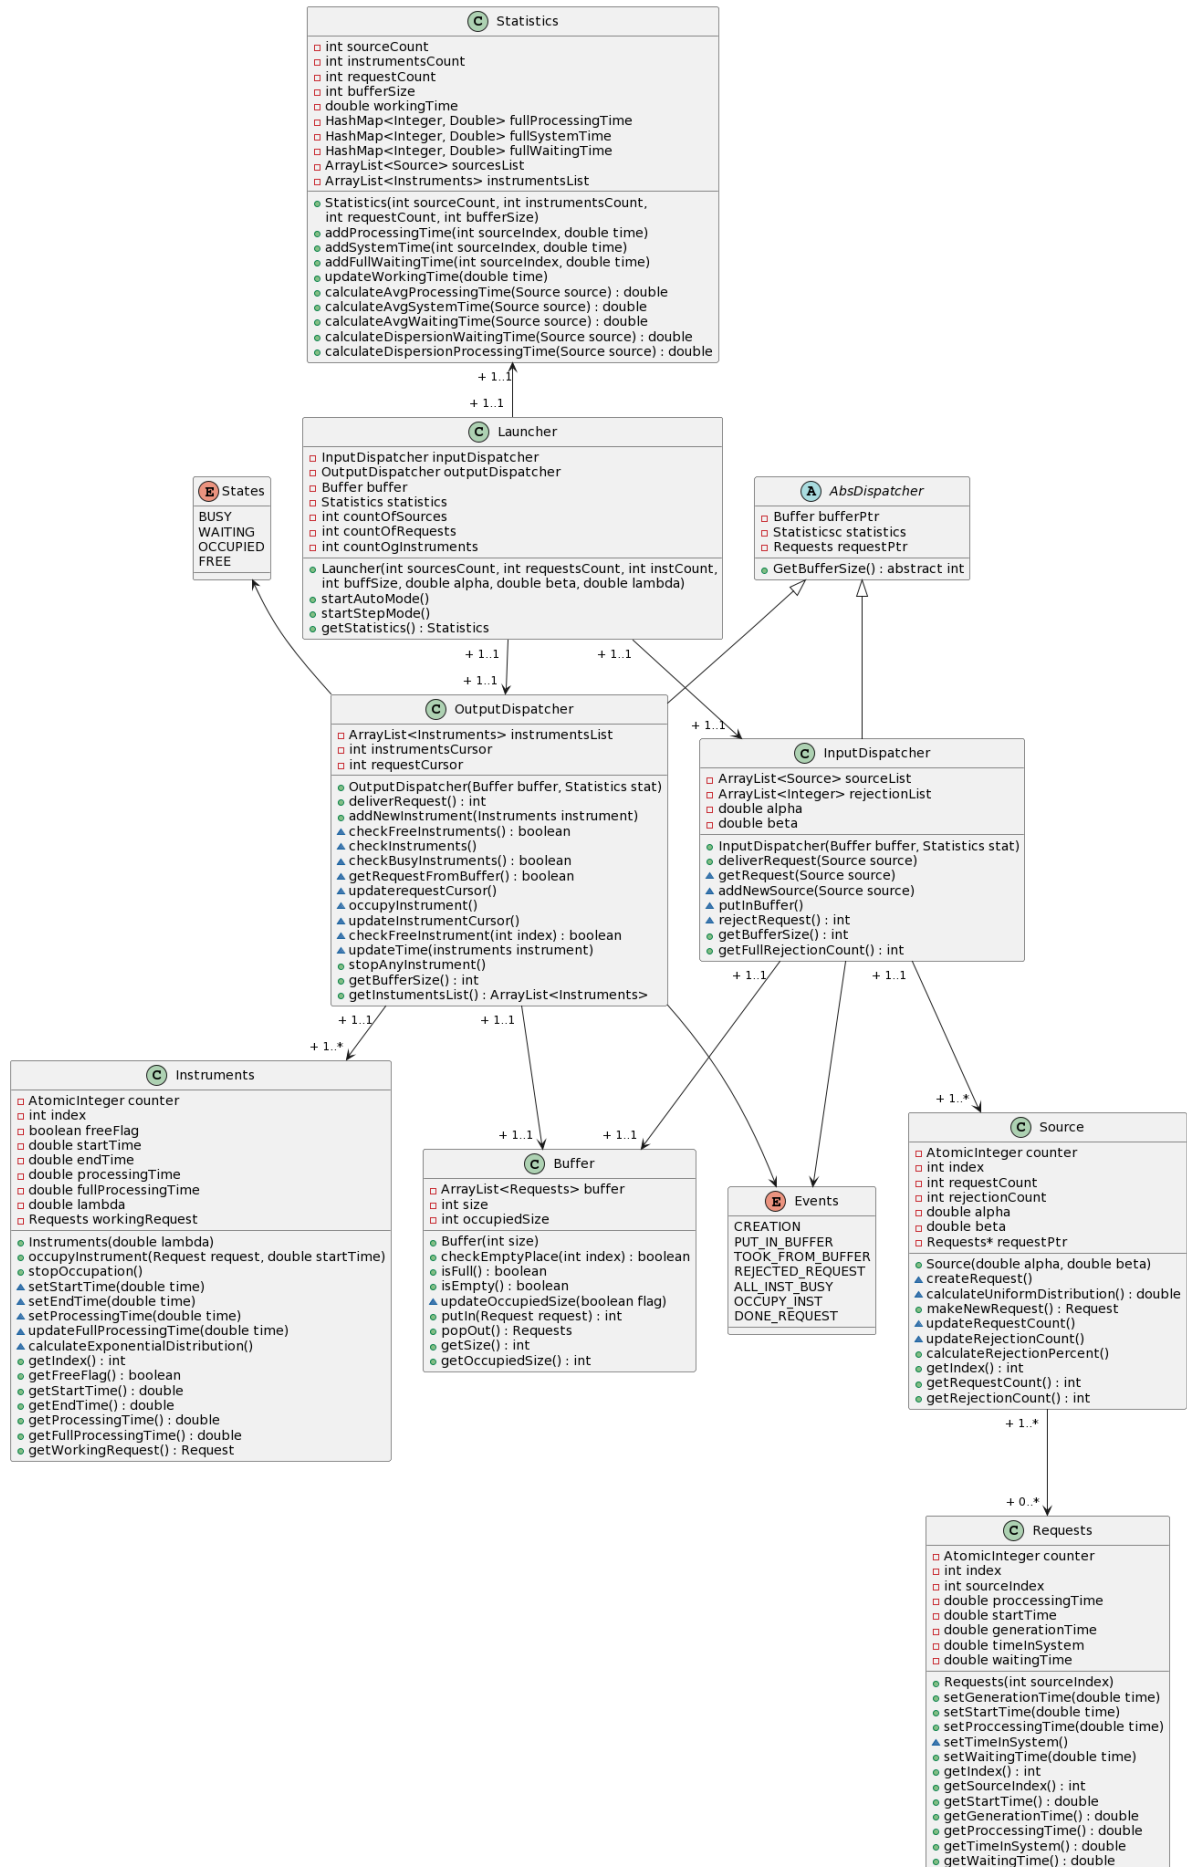 C Statistics
int sourceCount
int instrumentsCount
int requestCount
int bufferSize
double workingTime
HashMap<Integer, Double> fullProcessingTime
HashMap<Integer, Double> fullSystemTime
HashMap<Integer, Double> fullWaitingTime
ArrayList<Source> sourcesList
ArrayList<Instruments> instrumentsList
Statistics(int sourceCount, int instrumentsCount,
int requestCount, int bufferSize)
addProcessingTime(int sourceIndex, double time)
addSystemTime(int sourceIndex, double time)
addFullWaitingTime(int sourceIndex, double time)
updateWorkingTime(double time)
calculateAvgProcessingTime(Source source) : double
calculateAvgSystemTime(Source source) : double
calculateAvgWaitingTime(Source source) : double
calculateDispersionWaitingTime(Source source) : double
calculateDispersionProcessingTime(Source source) : double
+ 1..1
+ 1..1
C Launcher
InputDispatcher inputDispatcher
OutputDispatcher outputDispatcher
Buffer buffer
Statistics statistics
int countOfSources
int countOfRequests
int countOgInstruments
Launcher(int sourcesCount, int requestsCount, int instCount,
int buffSize, double alpha, double beta, double lambda)
startAutoMode()
startStepMode()
getStatistics() : Statistics
E States
BUSY
WAITING
OCCUPIED
FREE
A AbsDispatcher
Buffer bufferPtr
Statisticsc statistics
Requests requestPtr
GetBufferSize() : abstract int
+ 1..1
+ 1..1
+ 1..1
+ 1..1
C OutputDispatcher
ArrayList<Instruments> instrumentsList
int instrumentsCursor
int requestCursor
OutputDispatcher(Buffer buffer, Statistics stat)
deliverRequest() : int
addNewInstrument(Instruments instrument)
checkFreeInstruments() : boolean
checkInstruments()
checkBusyInstruments() : boolean
getRequestFromBuffer() : boolean
updaterequestCursor()
occupyInstrument()
updateInstrumentCursor()
checkFreeInstrument(int index) : boolean
updateTime(instruments instrument)
stopAnyInstrument()
getBufferSize() : int
getInstumentsList() : ArrayList<Instruments>
C InputDispatcher
ArrayList<Source> sourceList
ArrayList<Integer> rejectionList
double alpha
double beta
InputDispatcher(Buffer buffer, Statistics stat)
deliverRequest(Source source)
getRequest(Source source)
addNewSource(Source source)
putInBuffer()
rejectRequest() : int
getBufferSize() : int
getFullRejectionCount() : int
+ 1..1
+ 1..*
+ 1..1
+ 1..1
+ 1..1
+ 1..1
+ 1..1
+ 1..*
C Instruments
AtomicInteger counter
int index
boolean freeFlag
double startTime
double endTime
double processingTime
double fullProcessingTime
double lambda
Requests workingRequest
Instruments(double lambda)
occupyInstrument(Request request, double startTime)
stopOccupation()
setStartTime(double time)
setEndTime(double time)
setProcessingTime(double time)
updateFullProcessingTime(double time)
calculateExponentialDistribution()
getIndex() : int
getFreeFlag() : boolean
getStartTime() : double
getEndTime() : double
getProcessingTime() : double
getFullProcessingTime() : double
getWorkingRequest() : Request
C Buffer
ArrayList<Requests> buffer
int size
int occupiedSize
Buffer(int size)
checkEmptyPlace(int index) : boolean
isFull() : boolean
isEmpty() : boolean
updateOccupiedSize(boolean flag)
putIn(Request request) : int
popOut() : Requests
getSize() : int
getOccupiedSize() : int
E Events
CREATION
PUT_IN_BUFFER
TOOK_FROM_BUFFER
REJECTED_REQUEST
ALL_INST_BUSY
OCCUPY_INST
DONE_REQUEST
C Source
AtomicInteger counter
int index
int requestCount
int rejectionCount
double alpha
double beta
Requests* requestPtr
Source(double alpha, double beta)
createRequest()
calculateUniformDistribution() : double
makeNewRequest() : Request
updateRequestCount()
updateRejectionCount()
calculateRejectionPercent()
getIndex() : int
getRequestCount() : int
getRejectionCount() : int
+ 1..*
+ 0..*
C Requests
AtomicInteger counter
int index
int sourceIndex
double proccessingTime
double startTime
double generationTime
double timeInSystem
double waitingTime
Requests(int sourceIndex)
setGenerationTime(double time)
setStartTime(double time)
setProccessingTime(double time)
setTimeInSystem()
setWaitingTime(double time)
getIndex() : int
getSourceIndex() : int
getStartTime() : double
getGenerationTime() : double
getProccessingTime() : double
getTimeInSystem() : double
getWaitingTime() : double